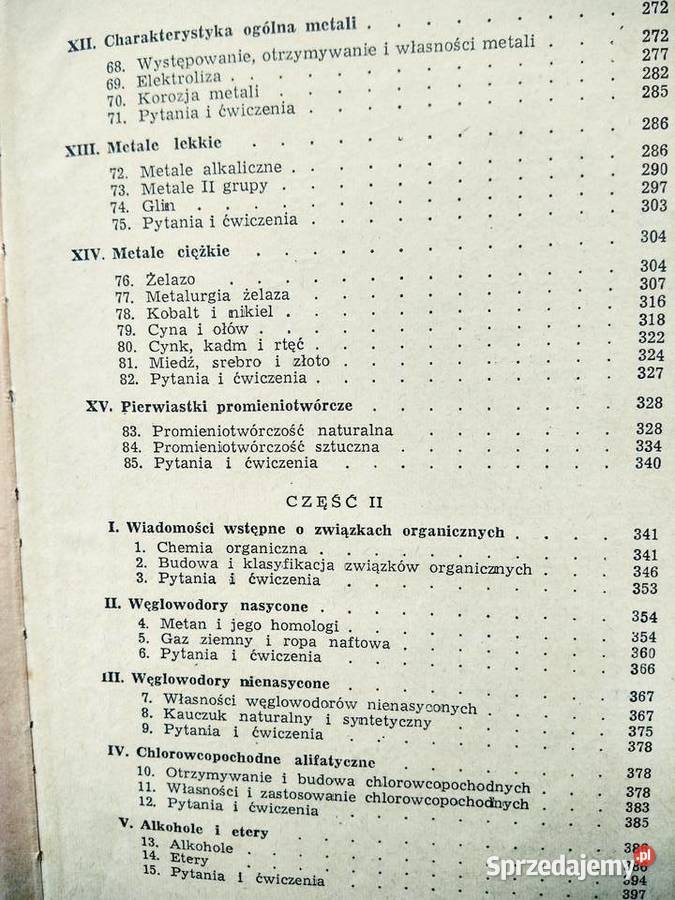 XII. Charakterystyka ogólna metali . . . . . . . . 272
68. Występowanie, otrzymywanie i własności metali . . . 272
69. Elektroliza . . . . . . . . . . . . 277
70. Korozja metali . . . . . . . . . . . 282
71. Pytania i ćwiczenia . . . . . . . . . . 285
XIII. Metale lekkie . . . . . . . . . . . 286
72. Metale alkaliczne . . . . . . . . . . . 286
73. Metale II grupy . . . . . . . . . . . 290
74. Glin . . . . . . . . . . . . . 297
75. Pytania i ćwiczenia . . . . . . . . . . 303
XIV. Metale ciężkie . . . . . . . . . . . 304
76. Żelazo . . . . . . . . . . . . 304
77. Metalurgia żelaza . . . . . . . . . . 307
78. Kobalt i nikiel . . . . . . . . . . . 316
79. Cyna i ołów . . . . . . . . . . . . 318
80. Cynk, kadm i rtęć . . . . . . . . . . 322
81. Miedź, srebro i złoto . . . . . . . . . . 324
82. Pytania i ćwiczenia . . . . . . . . . . 327
XV. Pierwiastki promieniotwórcze . . . . . . . . 328
83. Promieniotwórczość naturalna . . . . . . . 328
84. Promieniotwórczość sztuczna . . . . . . . 334
85. Pytania i ćwiczenia . . . . . . . . . 340
CZĘŚĆ II
I. Wiadomości wstępne o związkach organicznych . . . . 341
1. Chemia organiczna . . . . . . . . . . 341
2. Budowa i klasyfikacja związków organicznych . . . 346
3. Pytania i ćwiczenia . . . . . . . . . . 353
II. Węglowodory nasycone . . . . . . . . . . 354
4. Metan i jego homologi . . . . . . . . . 354
5. Gaz ziemny i ropa naftowa . . . . . . . . 360
6. Pytania i ćwiczenia . . . . . . . . . . 366
III. Węglowodory nienasycone . . . . . . . . . 367
7. Własności węglowodorów nienasyconych . . . . . 367
8. Kauczuk naturalny i syntetyczny . . . . . . 375
9. Pytania i ćwiczenia . . . . . . . . . . 378
IV. Chlorowcopochodne alifatyczne . . . . . . . . 378
10. Otrzymywanie i budowa chlorowcopochodnych . . . 378
11. Własności i zastosowanie chlorowcopochodnych . . . 383
12. Pytania i ćwiczenia . . . . . . . . . . 385
V. Alkohole i etery . . . . . . . . . . .
13. Alkohole . . . . . . . . . . . .
14. Etery . . . . . . . . . . . . 394
15. Pytania i ćwiczenia . . . . . . . . . . 397
Sprzedajemy.pl